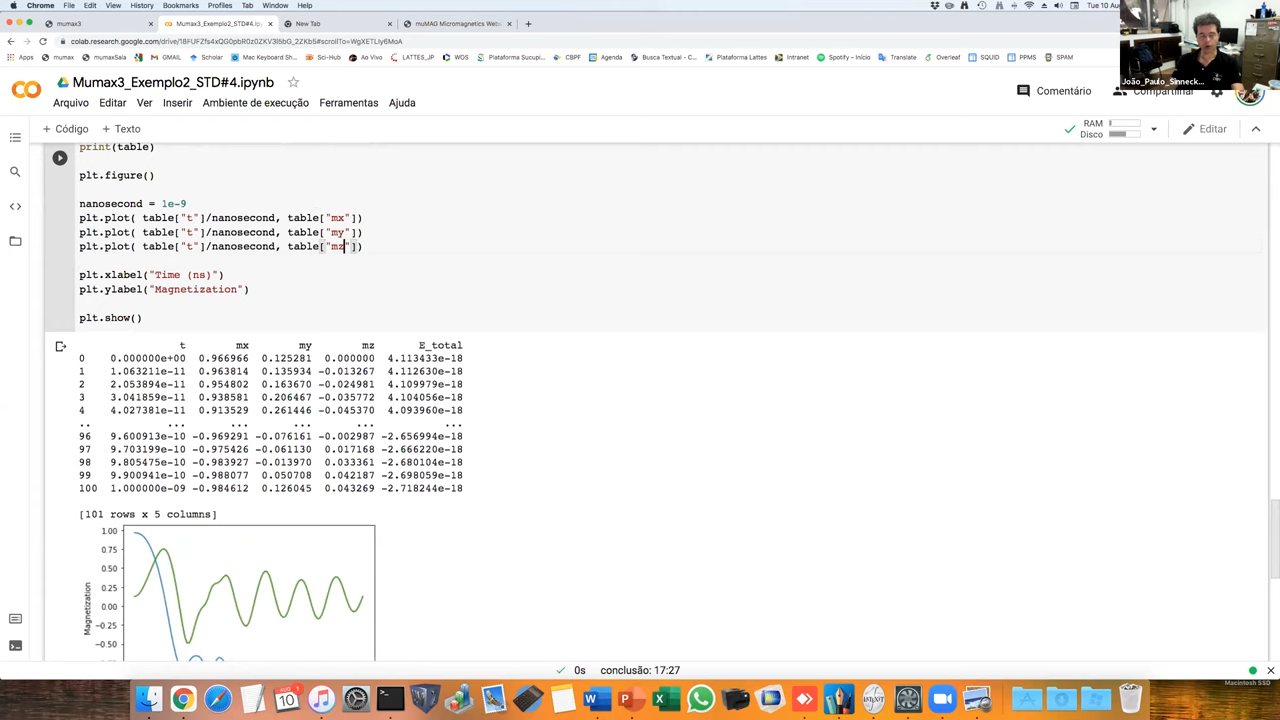 Chrome File Edit View History Bookmarks Profiles Tab Window Help
Tue 10 Aug
mumax3
Mumax3_Exemplo2_STD#4.ipynb
New Tab
muMAG Micromagnetics Webs
Apps mumax mumaxSala GMAIL Scholar Mac Keyboard Sh... Sci-Hub Ao Vivo LATTES_JP Plataforma Sucupi... CBPF Agenda Busca Textual - C... Plataforma Lattes WOS Intranet Spotify – Início Translate Overleaf SQUID PPMS SPAM
João_Paulo_Sinneck...
Mumax3_Exemplo2_STD#4.ipynb
Arquivo Editar Ver Inserir Ambiente de execução Ferramentas Ajuda
Comentário
Compartilhar
+ Código + Texto
RAM
Disco
Editar
print(table)
plt.figure()
nanosecond = 1e-9
plt.plot( table["t"]/nanosecond, table["mx"])
plt.plot( table["t"]/nanosecond, table["my"])
plt.plot( table["t"]/nanosecond, table["mz"])
plt.xlabel("Time (ns)")
plt.ylabel("Magnetization")
plt.show()
t mx my mz E_total
0 0.000000e+00 0.966966 0.125281 0.000000 4.113433e-18
1 1.063211e-11 0.963814 0.135934 -0.013267 4.112630e-18
2 2.053894e-11 0.954802 0.163670 -0.024981 4.109979e-18
3 3.041859e-11 0.938581 0.206467 -0.035772 4.104056e-18
4 4.027381e-11 0.913529 0.261446 -0.045370 4.093960e-18
.. ... ... ... ... ...
96 9.600913e-10 -0.969291 -0.076161 -0.002987 -2.656994e-18
97 9.703199e-10 -0.975426 -0.061130 0.017168 -2.666220e-18
98 9.805475e-10 -0.983927 -0.013970 0.033361 -2.680104e-18
99 9.900941e-10 -0.988077 0.050708 0.042187 -2.698059e-18
100 1.000000e-09 -0.984612 0.126045 0.043269 -2.718244e-18
[101 rows x 5 columns]
1.00
0.75
0.50
0.25
0.00
−0.25
−0.50
Magnetization
0s conclusão: 17:27
Macintosh SSD